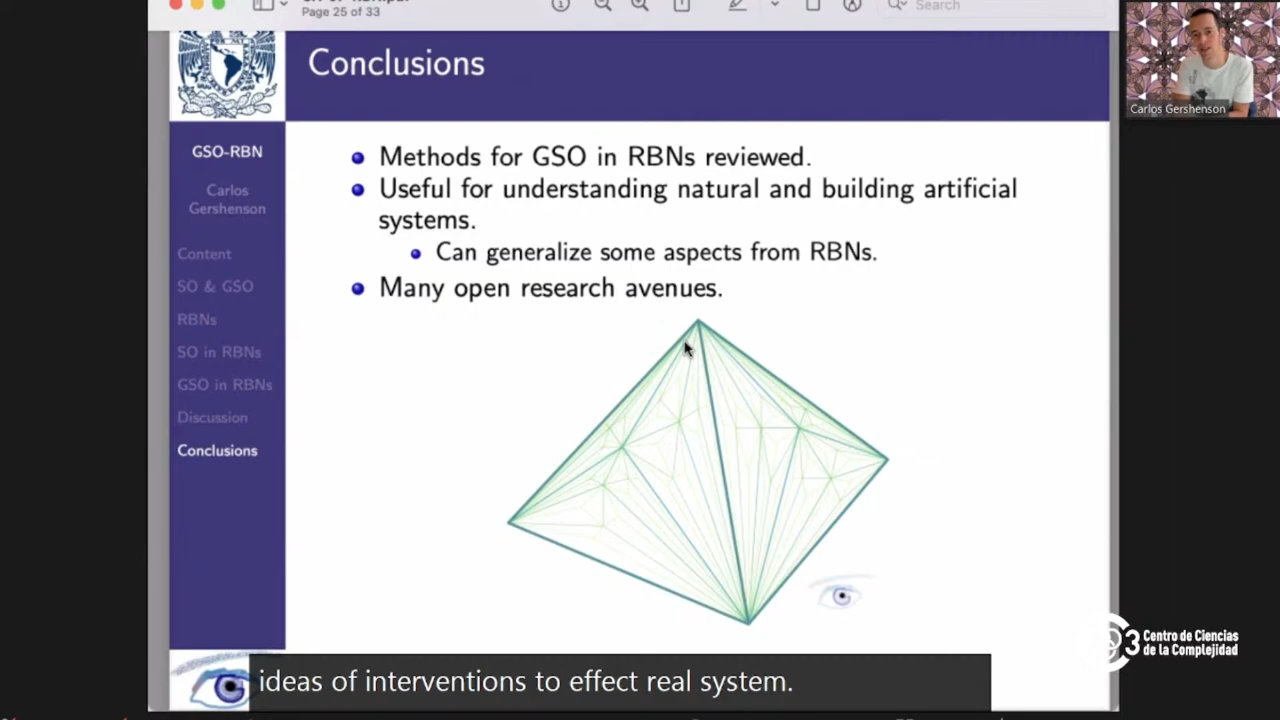 Page 25 of 33
Search
Conclusions
Carlos Gershenson
GSO-RBN
Carlos
Gershenson
Content
SO & GSO
RBNs
SO in RBNs
GSO in RBNs
Discussion
Conclusions
Methods for GSO in RBNs reviewed.
Useful for understanding natural and building artificial
systems.
Can generalize some aspects from RBNs.
Many open research avenues.
3 Centro de Ciencias
de la Complejidad
ideas of interventions to effect real system.